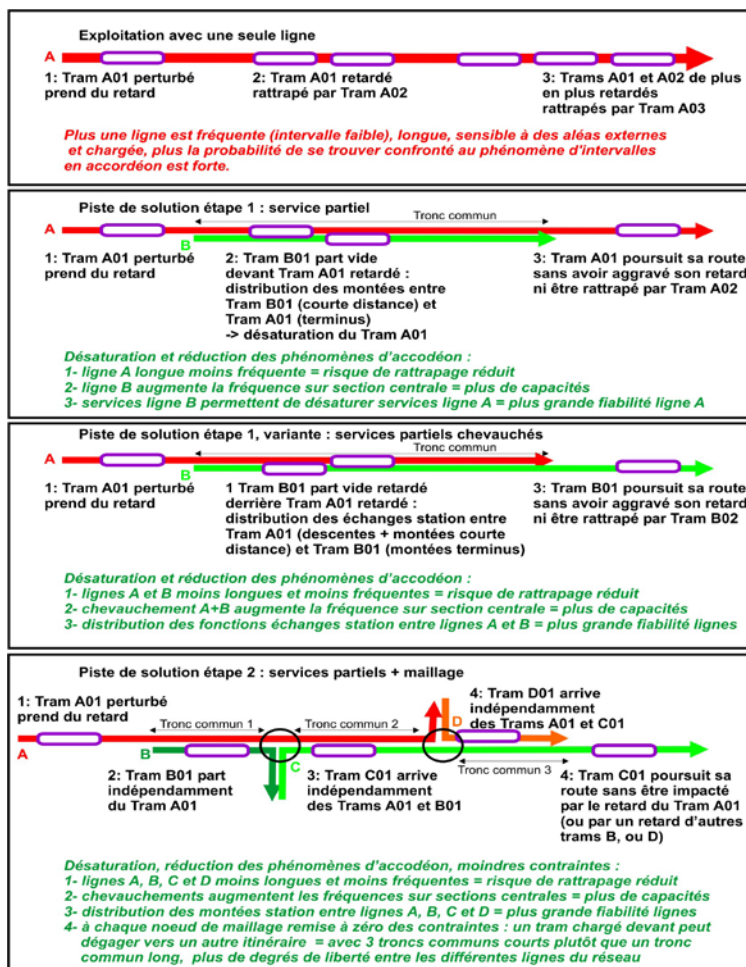 Exploitation avec une seule ligne
A
1: Tram A01 perturbé
prend du retard
2: Tram A01 retardé
rattrapé par Tram A02
3: Trams A01 et A02 de plus
en plus retardés
rattrapés par Tram A03
Plus une ligne est fréquente (intervalle faible), longue, sensible à des aléas externes
et chargée, plus la probabilité de se trouver confronté au phénomène d'intervalles
en accordéon est forte.
Piste de solution étape 1 : service partiel
Tronc commun
A
B
1: Tram A01 perturbé
prend du retard
2: Tram B01 part vide
devant Tram A01 retardé :
distribution des montées entre
Tram B01 (courte distance) et
Tram A01 (terminus)
-> désaturation du Tram A01
3: Tram A01 poursuit sa route
sans avoir aggravé son retard
ni être rattrapé par Tram A02
Désaturation et réduction des phénomènes d'accodéon :
1- ligne A longue moins fréquente = risque de rattrapage réduit
2- ligne B augmente la fréquence sur section centrale = plus de capacités
3- services ligne B permettent de désaturer services ligne A = plus grande fiabilité ligne A
Piste de solution étape 1, variante : services partiels chevauchés
Tronc commun
A
B
1: Tram A01 perturbé
prend du retard
1 Tram B01 part vide retardé
derrière Tram A01 retardé :
distribution des échanges station entre
Tram A01 (descentes + montées courte
distance) et Tram B01 (montées terminus)
3: Tram B01 poursuit sa route
sans avoir aggravé son retard
ni être rattrapé par Tram B02
Désaturation et réduction des phénomènes d'accodéon :
1- lignes A et B moins longues et moins fréquentes = risque de rattrapage réduit
2- chevauchement A+B augmente la fréquence sur section centrale = plus de capacités
3- distribution des fonctions échanges station entre lignes A et B = plus grande fiabilité lignes
Piste de solution étape 2 : services partiels + maillage
1: Tram A01 perturbé
prend du retard
4: Tram D01 arrive
indépendamment
des Trams A01 et C01
Tronc commun 1
Tronc commun 2
D
A
B
C
Tronc commun 3
2: Tram B01 part
indépendamment
du Tram A01
3: Tram C01 arrive
indépendamment
des Trams A01 et B01
4: Tram C01 poursuit sa
route sans être impacté
par le retard du Tram A01
(ou par un retard d'autres
trams B, ou D)
Désaturation, réduction des phénomènes d'accodéon, moindres contraintes :
1- lignes A, B, C et D moins longues et moins fréquentes = risque de rattrapage réduit
2- chevauchements augmentent les fréquences sur sections centrales = plus de capacités
3- distribution des montées station entre lignes A, B, C et D = plus grande fiabilité lignes
4- à chaque noeud de maillage remise à zéro des contraintes : un tram chargé devant peut
dégager vers un autre itinéraire = avec 3 troncs communs courts plutôt que un tronc
commun long, plus de degrés de liberté entre les différentes lignes du réseau